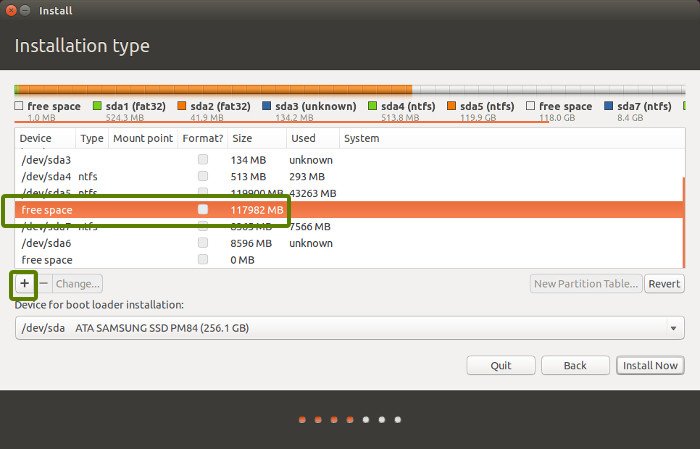 Install
Installation type
free space sda1 (fat32) sda2 (fat32) sda3 (unknown) sda4 (ntfs) sda5 (ntfs) free space sda7 (ntfs)
1.0 MB 524.3 MB 41.9 MB 134.2 MB 513.8 MB 119.9 GB 118.0 GB 8.4 GB
Device Type Mount point Format? Size Used System
/dev/sda3 134 MB unknown
/dev/sda4 ntfs 513 MB 293 MB
/dev/sda5 ntfs 119900 MB 43263 MB
free space 117982 MB
/dev/sda7 ntfs 8385 MB 7566 MB
/dev/sda6 8596 MB unknown
free space 0 MB
+ − Change... New Partition Table... Revert
Device for boot loader installation:
/dev/sda ATA SAMSUNG SSD PM84 (256.1 GB)
Quit Back Install Now